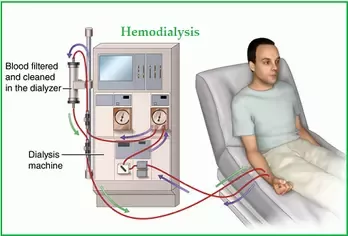 Hemodialysis
Blood filtered
and cleaned
in the dialyzer
Dialysis
machine